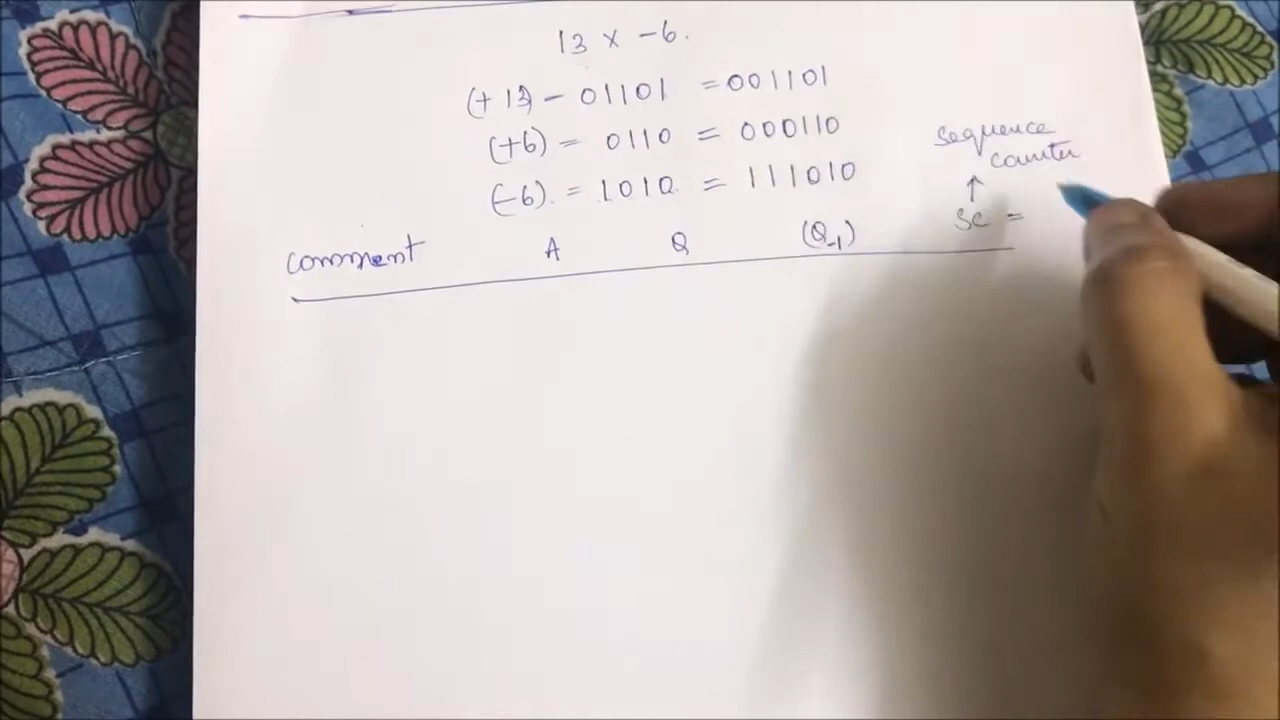 13 x -6.
(+ 13) - 01101 = 001101
(+6) = 0110 = 000110
(-6). = 1010. = 111010
sequence
counter
↑
SC =
comment A Q (Q-1)